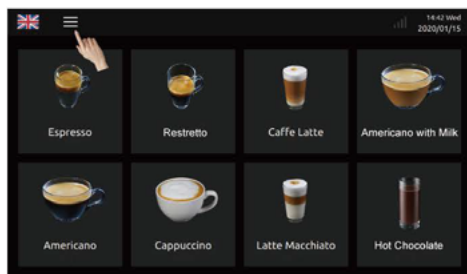 14:42 Wed
2020/01/15
Espresso
Restretto
Caffe Latte
Americano with Milk
Americano
Cappuccino
Latte Macchiato
Hot Chocolate